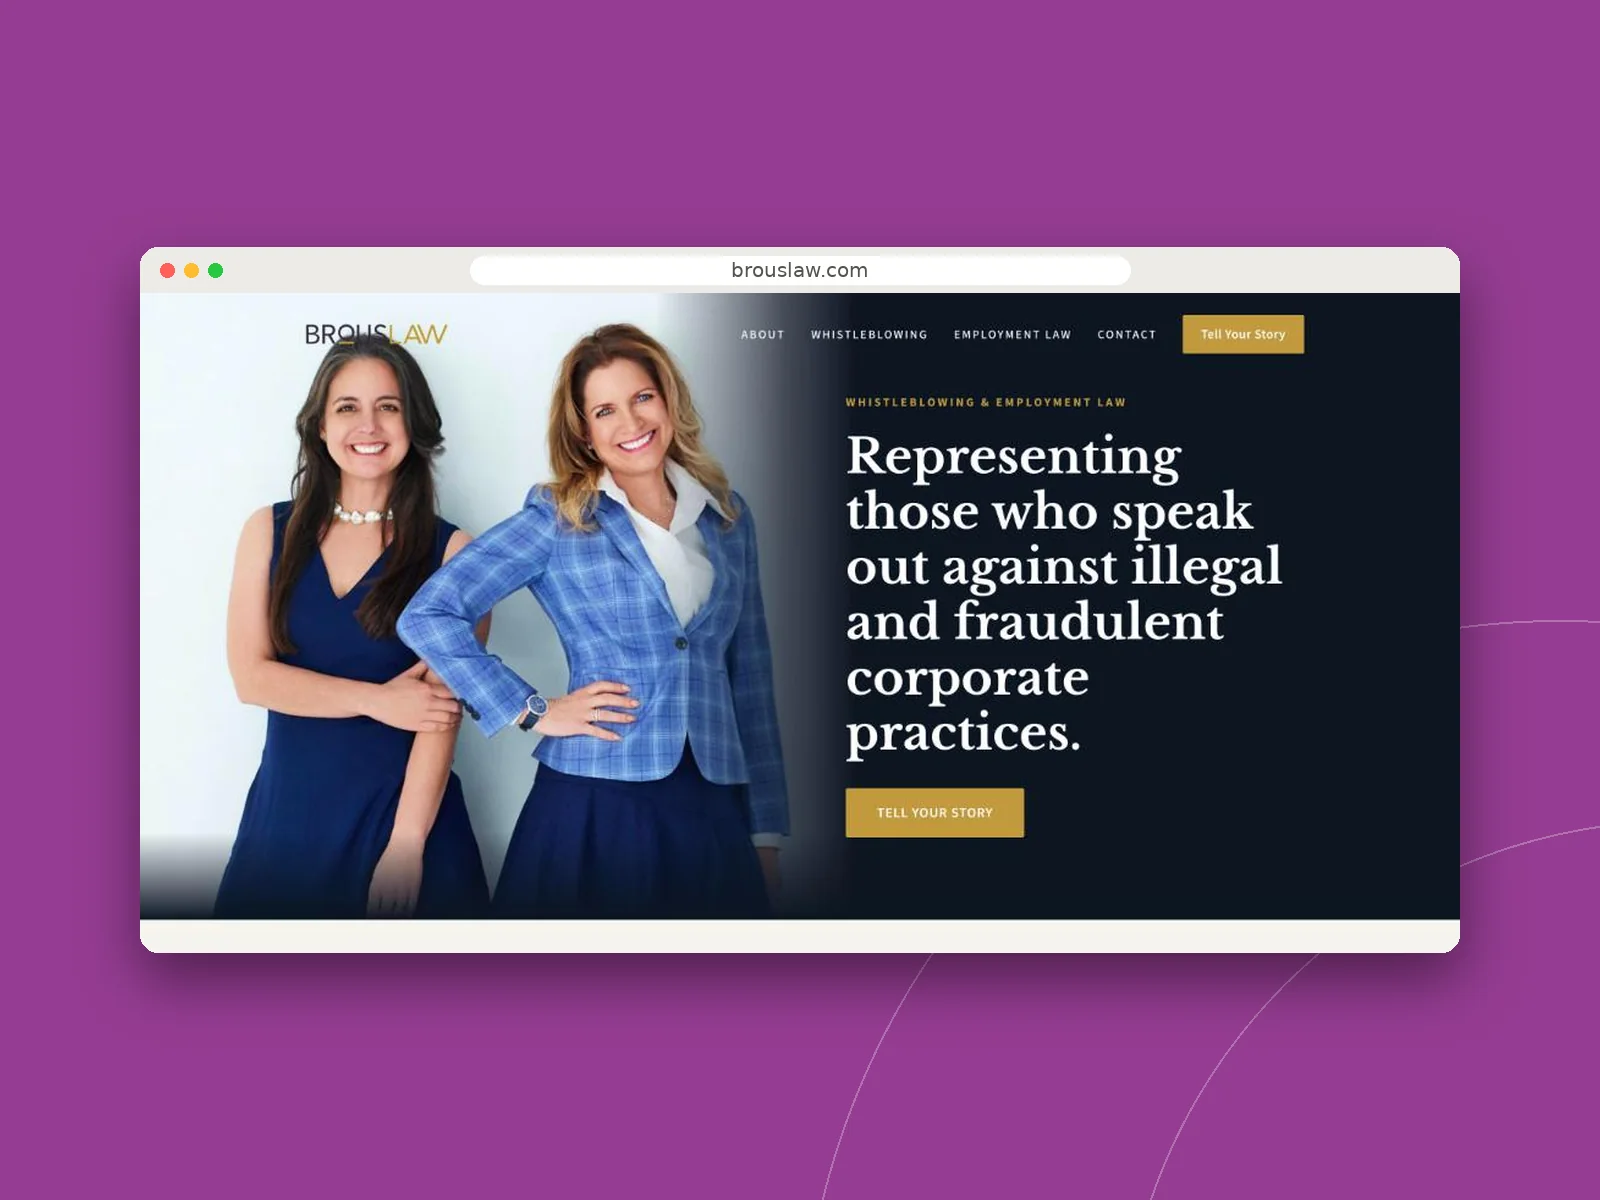 brouslaw.com
BROUSLAW
ABOUT WHISTLEBLOWING EMPLOYMENT LAW CONTACT Tell Your Story
WHISTLEBLOWING & EMPLOYMENT LAW
Representing
those who speak
out against illegal
and fraudulent
corporate
practices.
TELL YOUR STORY